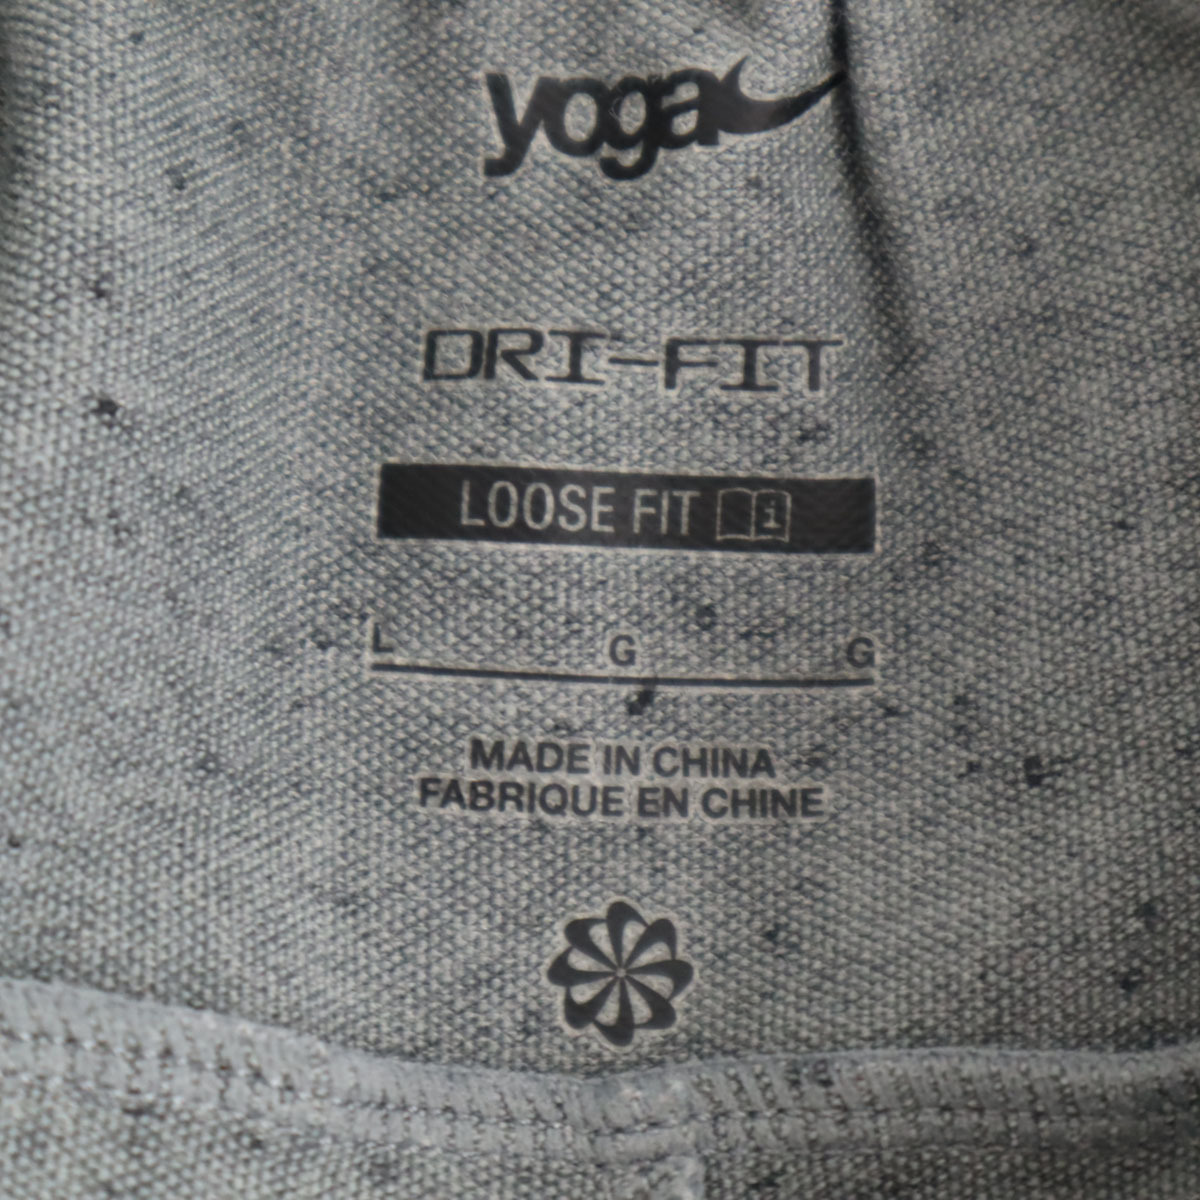 yoga
DRI-FIT
LOOSE FIT i
L G G
MADE IN CHINA
FABRIQUE EN CHINE